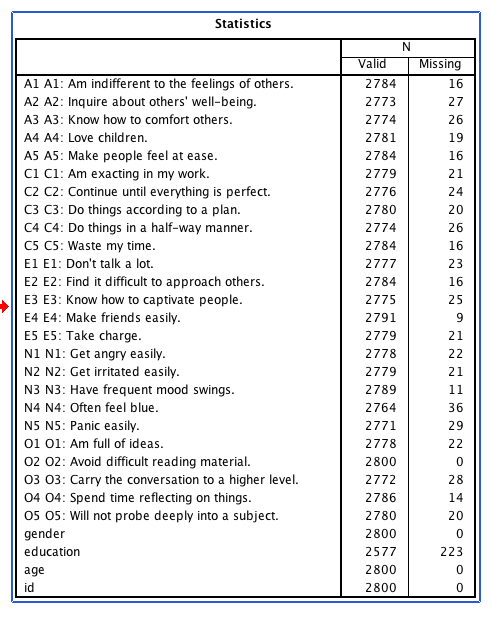 Statistics
N
Valid Missing
A1 A1: Am indifferent to the feelings of others. 2784 16
A2 A2: Inquire about others' well-being. 2773 27
A3 A3: Know how to comfort others. 2774 26
A4 A4: Love children. 2781 19
A5 A5: Make people feel at ease. 2784 16
C1 C1: Am exacting in my work. 2779 21
C2 C2: Continue until everything is perfect. 2776 24
C3 C3: Do things according to a plan. 2780 20
C4 C4: Do things in a half-way manner. 2774 26
C5 C5: Waste my time. 2784 16
E1 E1: Don't talk a lot. 2777 23
E2 E2: Find it difficult to approach others. 2784 16
E3 E3: Know how to captivate people. 2775 25
E4 E4: Make friends easily. 2791 9
E5 E5: Take charge. 2779 21
N1 N1: Get angry easily. 2778 22
N2 N2: Get irritated easily. 2779 21
N3 N3: Have frequent mood swings. 2789 11
N4 N4: Often feel blue. 2764 36
N5 N5: Panic easily. 2771 29
O1 O1: Am full of ideas. 2778 22
O2 O2: Avoid difficult reading material. 2800 0
O3 O3: Carry the conversation to a higher level. 2772 28
O4 O4: Spend time reflecting on things. 2786 14
O5 O5: Will not probe deeply into a subject. 2780 20
gender 2800 0
education 2577 223
age 2800 0
id 2800 0